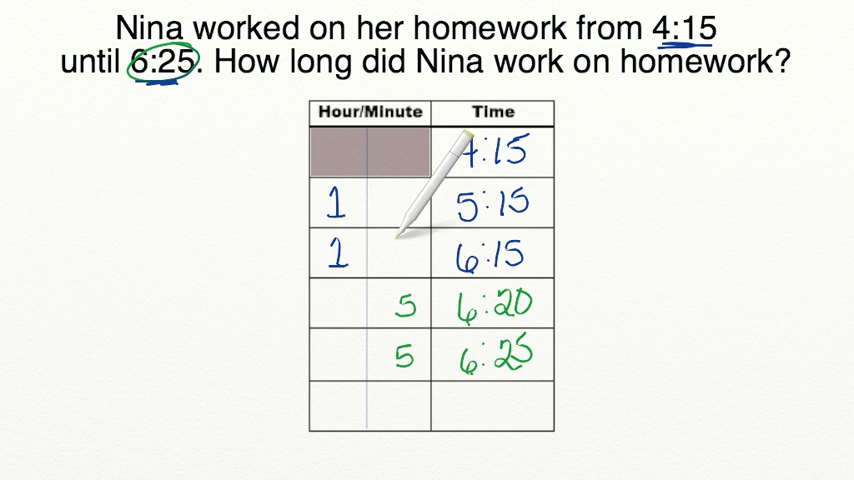 Nina worked on her homework from 4:15
until 6:25. How long did Nina work on homework?
Hour/Minute Time
4:15
1 5:15
1 6:15
5 6:20
5 6:25